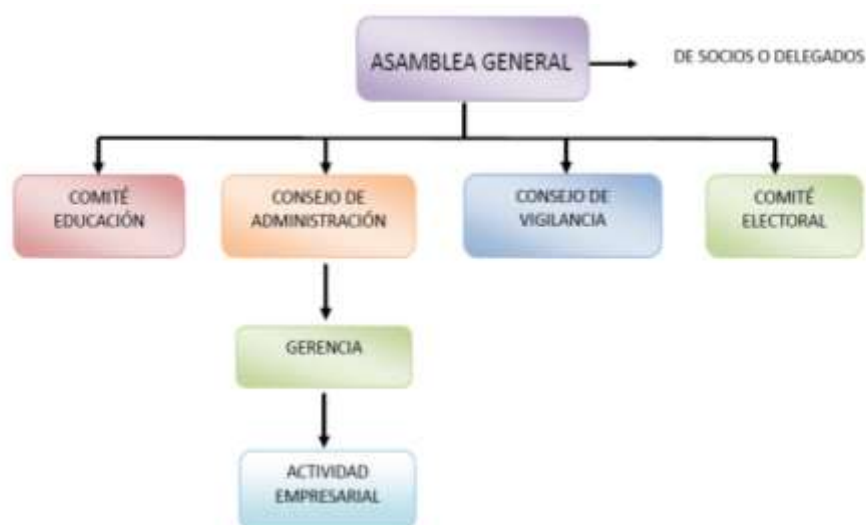 ASAMBLEA GENERAL
DE SOCIOS O DELEGADOS
COMITÉ
EDUCACIÓN
CONSEJO DE
ADMINISTRACIÓN
CONSEJO DE
VIGILANCIA
COMITÉ
ELECTORAL
GERENCIA
ACTIVIDAD
EMPRESARIAL